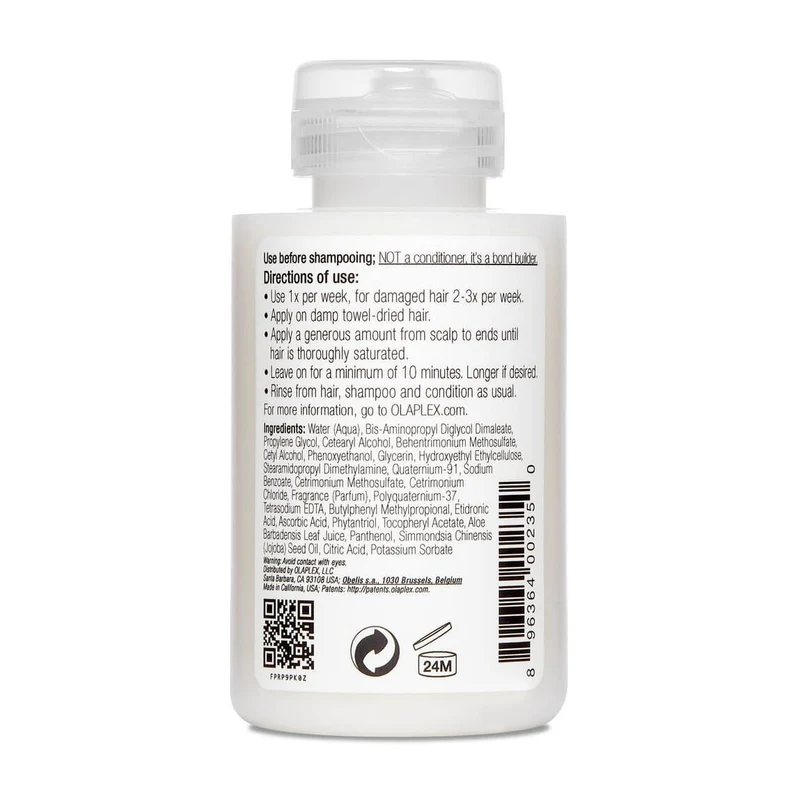 Use before shampooing; NOT a conditioner, it's a bond builder.
Directions of use:
• Use 1x per week, for damaged hair 2-3x per week.
• Apply on damp towel-dried hair.
• Apply a generous amount from scalp to ends until
hair is thoroughly saturated.
• Leave on for a minimum of 10 minutes. Longer if desired.
• Rinse from hair, shampoo and condition as usual.
For more information, go to OLAPLEX.com.
Ingredients: Water (Aqua), Bis-Aminopropyl Diglycol Dimaleate,
Propylene Glycol, Cetearyl Alcohol, Behentrimonium Methosulfate,
Cetyl Alcohol, Phenoxyethanol, Glycerin, Hydroxyethyl Ethylcellulose,
Stearamidopropyl Dimethylamine, Quaternium-91, Sodium
Benzoate, Cetrimonium Methosulfate, Cetrimonium
Chloride, Fragrance (Parfum), Polyquaternium-37,
Tetrasodium EDTA, Butylphenyl Methylpropional, Etidronic
Acid, Ascorbic Acid, Phytantriol, Tocopheryl Acetate, Aloe
Barbadensis Leaf Juice, Panthenol, Simmondsia Chinensis
(Jojoba) Seed Oil, Citric Acid, Potassium Sorbate
Warning: Avoid contact with eyes.
Distributed by OLAPLEX, LLC
Santa Barbara, CA 93108 USA; Obelis s.a., 1030 Brussels, Belgium
Made in California, USA; Patents: http://patents.olaplex.com.
FPRP9PK0Z
24M
8 96364 00235 0